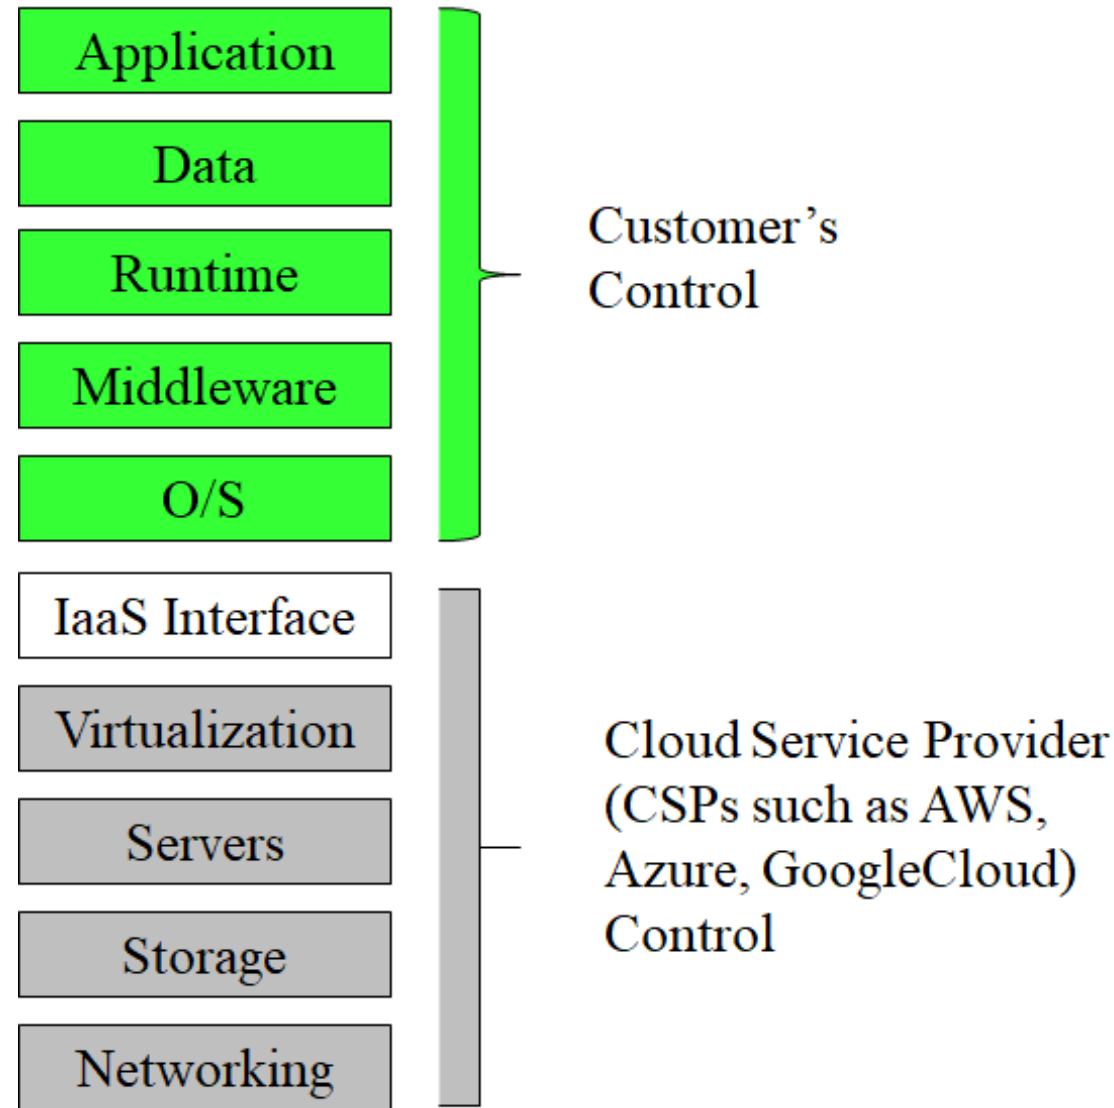 Application
Data
Runtime
Middleware
O/S
IaaS Interface
Virtualization
Servers
Storage
Networking
Customer’s
Control
Cloud Service Provider
(CSPs such as AWS,
Azure, GoogleCloud)
Control